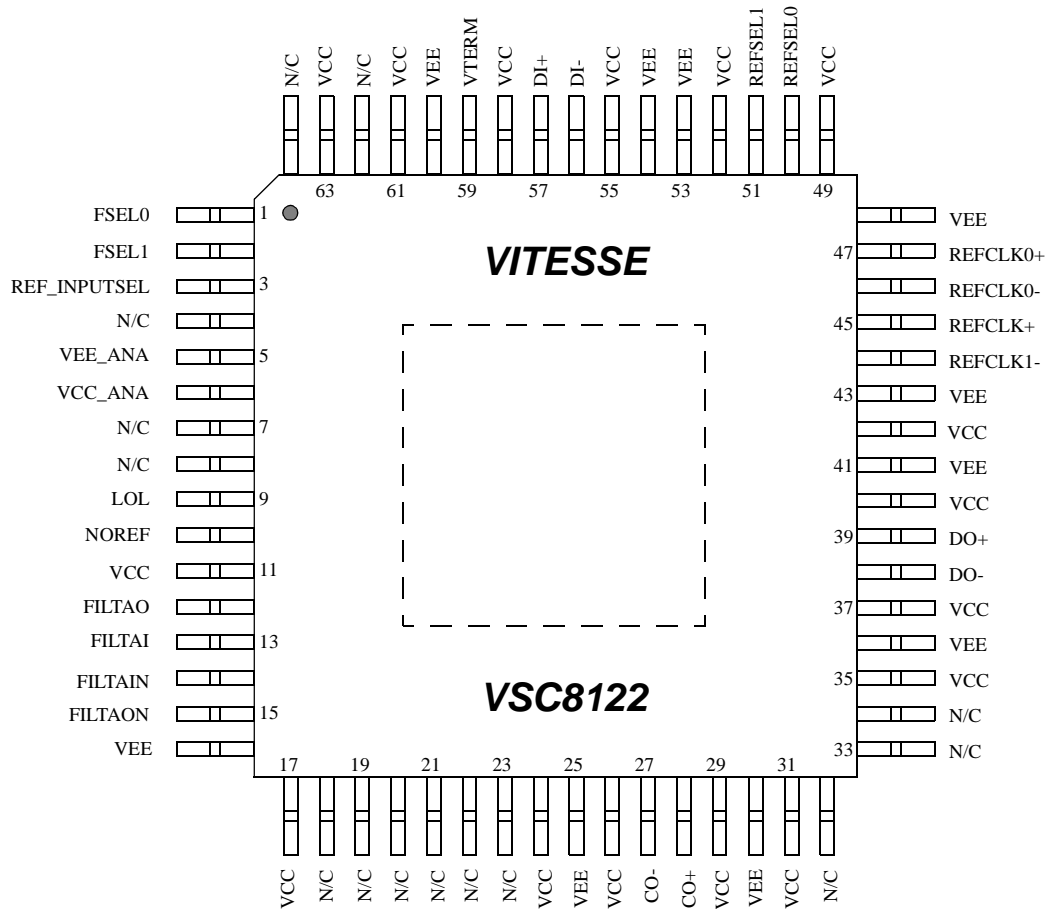 N/C VCC N/C VCC VEE VTERM VCC DI+ DI- VCC VEE VEE VCC REFSEL1 REFSEL0 VCC
63 61 59 57 55 53 51 49
FSEL0 1 VEE
FSEL1 VITESSE 47 REFCLK0+
REF_INPUTSEL 3 REFCLK0-
N/C 45 REFCLK+
VEE_ANA 5 REFCLK1-
VCC_ANA 43 VEE
N/C 7 VCC
N/C 41 VEE
LOL 9 VCC
NOREF 39 DO+
VCC 11 DO-
FILTAO 37 VCC
FILTAI 13 VEE
FILTAIN VSC8122 35 VCC
FILTAON 15 N/C
VEE 33 N/C
17 19 21 23 25 27 29 31
VCC N/C N/C N/C N/C N/C N/C VCC VEE VCC CO- CO+ VCC VEE VCC N/C